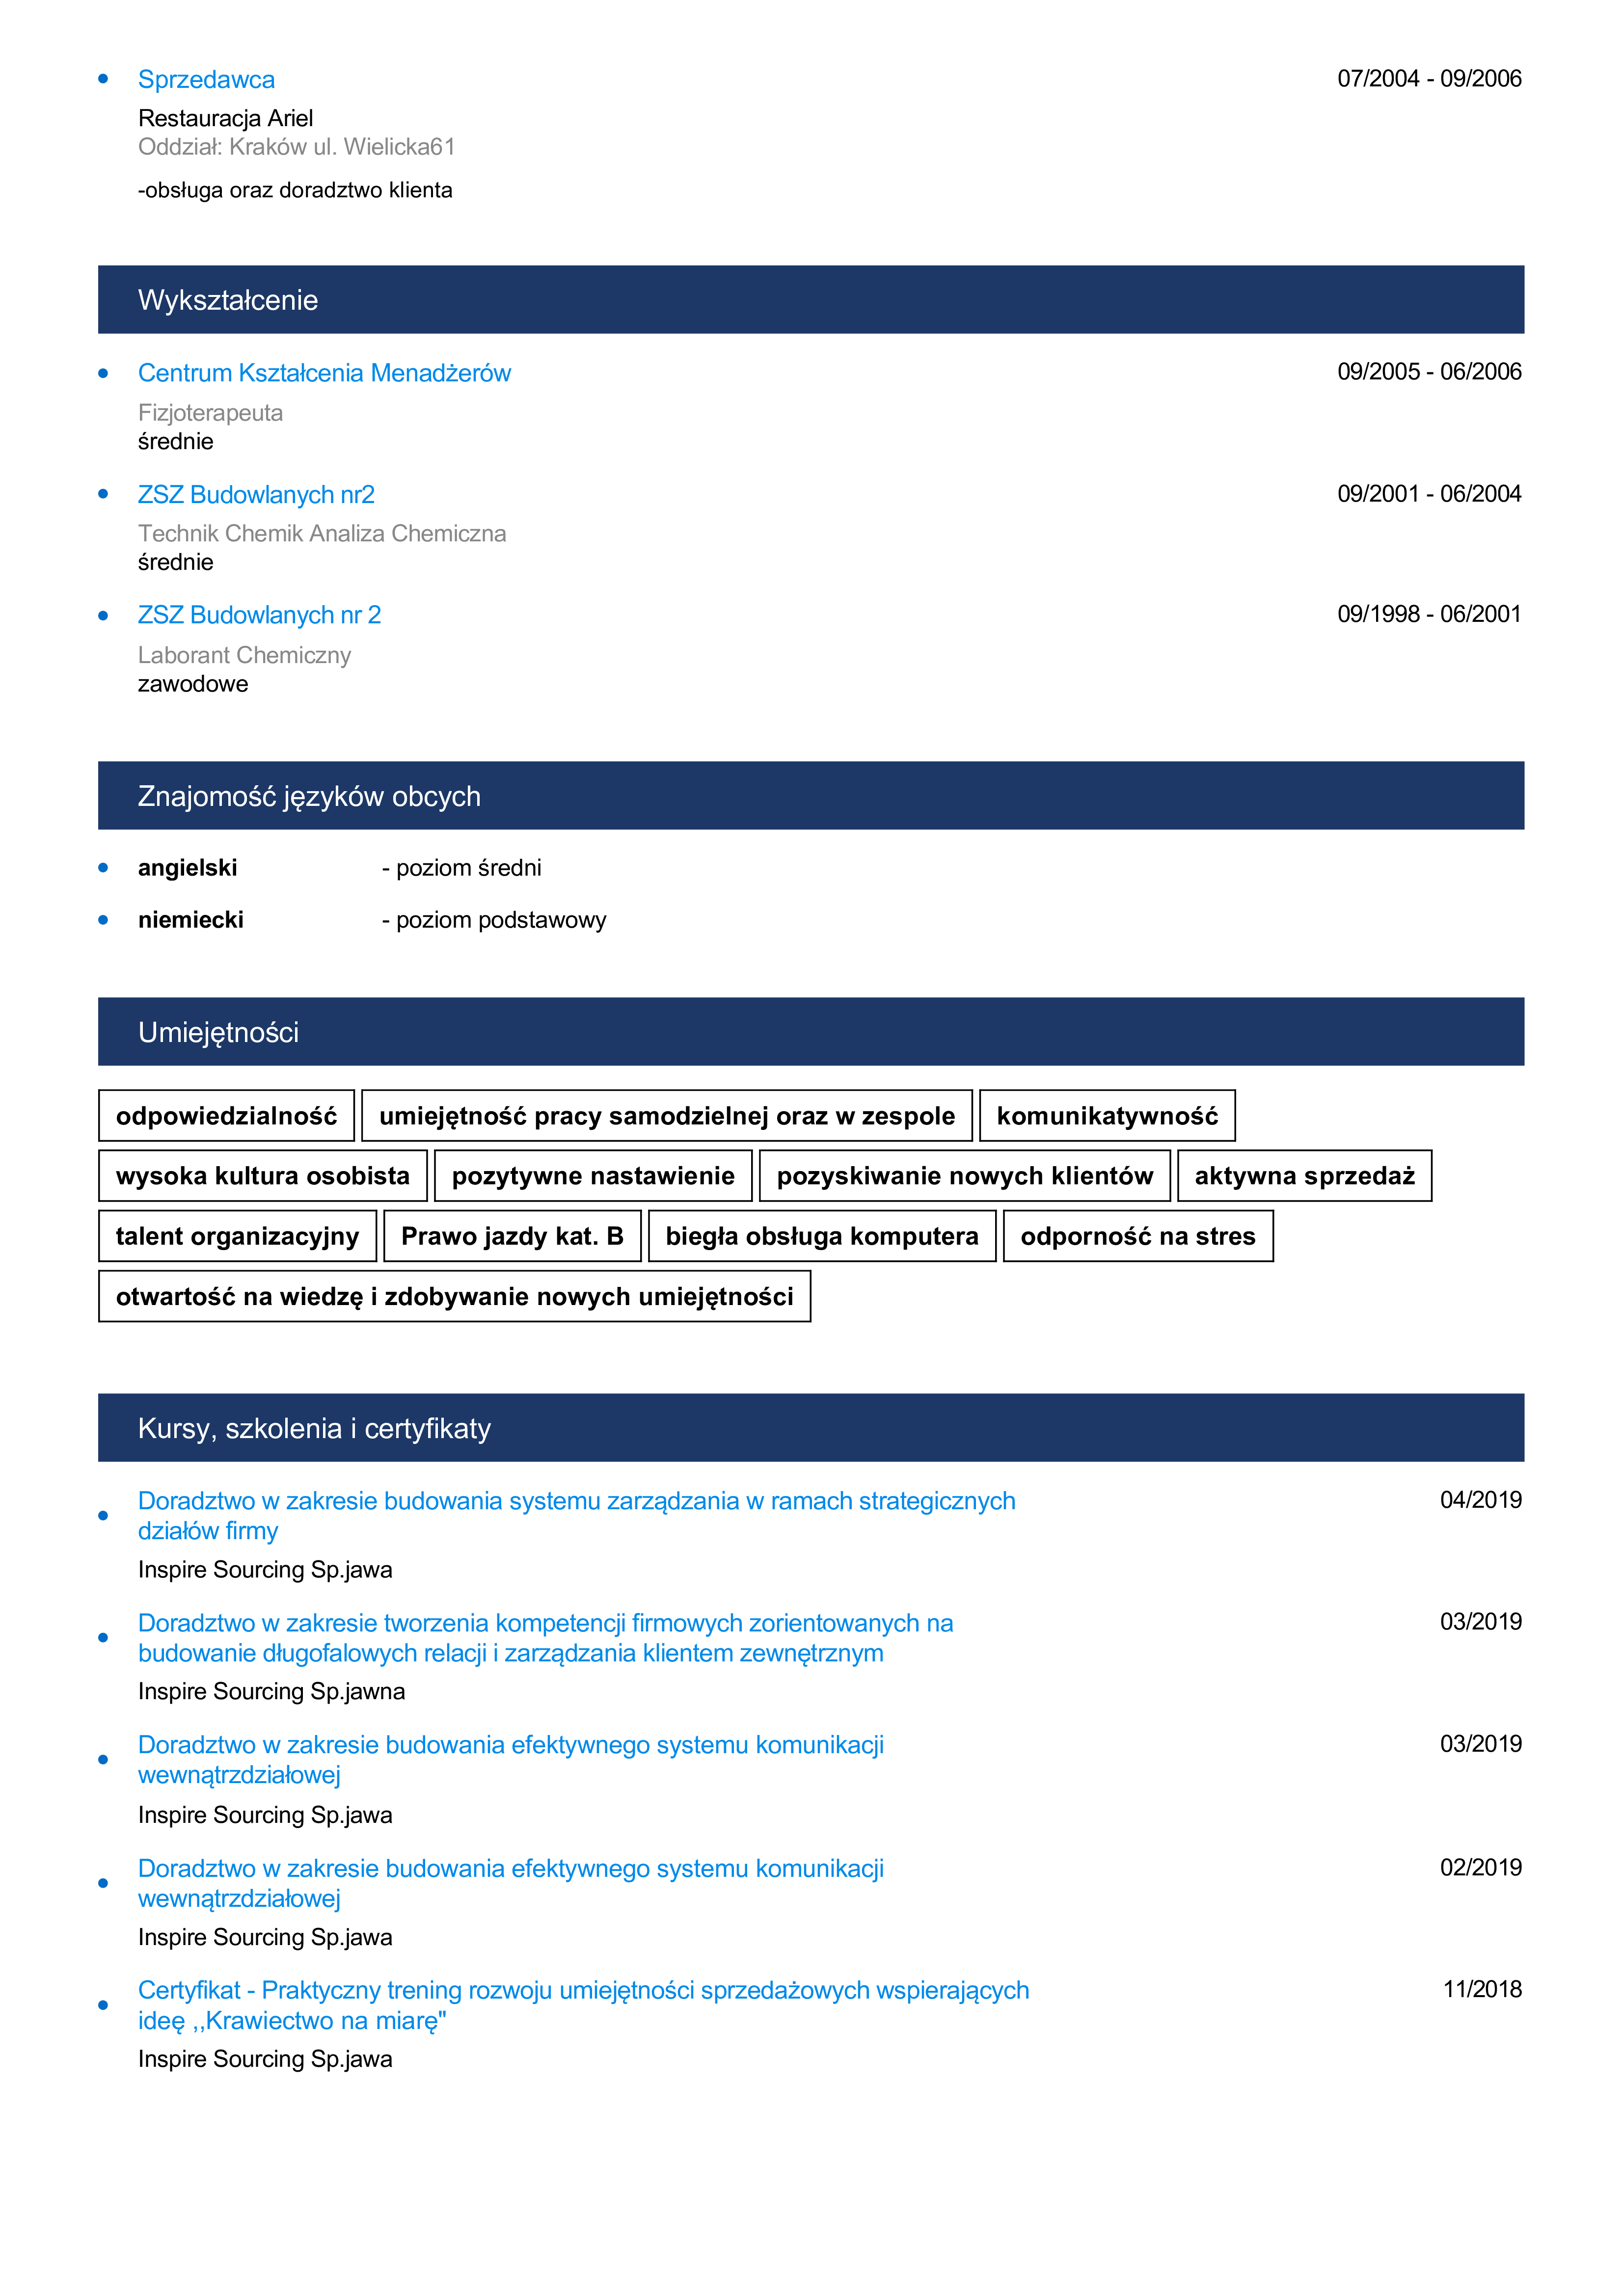 Sprzedawca 07/2004 - 09/2006
Restauracja Ariel
Oddział: Kraków ul. Wielicka61
-obsługa oraz doradztwo klienta
Wykształcenie
Centrum Kształcenia Menadżerów 09/2005 - 06/2006
Fizjoterapeuta
średnie
ZSZ Budowlanych nr2 09/2001 - 06/2004
Technik Chemik Analiza Chemiczna
średnie
ZSZ Budowlanych nr 2 09/1998 - 06/2001
Laborant Chemiczny
zawodowe
Znajomość języków obcych
angielski - poziom średni
niemiecki - poziom podstawowy
Umiejętności
odpowiedzialność umiejętność pracy samodzielnej oraz w zespole komunikatywność
wysoka kultura osobista pozytywne nastawienie pozyskiwanie nowych klientów aktywna sprzedaż
talent organizacyjny Prawo jazdy kat. B biegła obsługa komputera odporność na stres
otwartość na wiedzę i zdobywanie nowych umiejętności
Kursy, szkolenia i certyfikaty
Doradztwo w zakresie budowania systemu zarządzania w ramach strategicznych 04/2019
działów firmy
Inspire Sourcing Sp.jawa
Doradztwo w zakresie tworzenia kompetencji firmowych zorientowanych na 03/2019
budowanie długofalowych relacji i zarządzania klientem zewnętrznym
Inspire Sourcing Sp.jawna
Doradztwo w zakresie budowania efektywnego systemu komunikacji 03/2019
wewnątrzdziałowej
Inspire Sourcing Sp.jawa
Doradztwo w zakresie budowania efektywnego systemu komunikacji 02/2019
wewnątrzdziałowej
Inspire Sourcing Sp.jawa
Certyfikat - Praktyczny trening rozwoju umiejętności sprzedażowych wspierających 11/2018
ideę ,,Krawiectwo na miarę"
Inspire Sourcing Sp.jawa